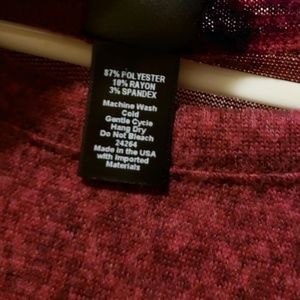 87% POLYESTER
10% RAYON
3% SPANDEX
Machine Wash
Cold
Gentle Cycle
Hang Dry
Do Not Bleach
24264
Made in the USA
with Imported
Materials